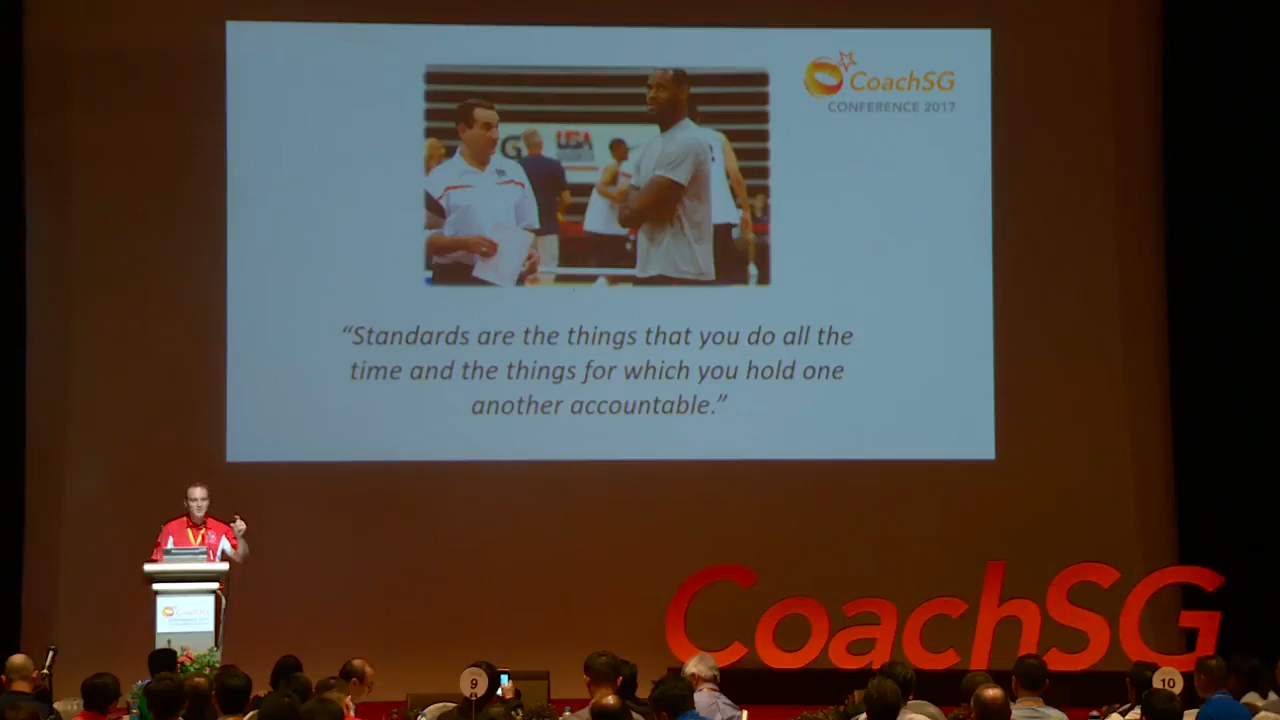 CoachSG
CONFERENCE 2017
G
USA
“Standards are the things that you do all the
time and the things for which you hold one
another accountable.”
CoachSG
CoachSG
9
10